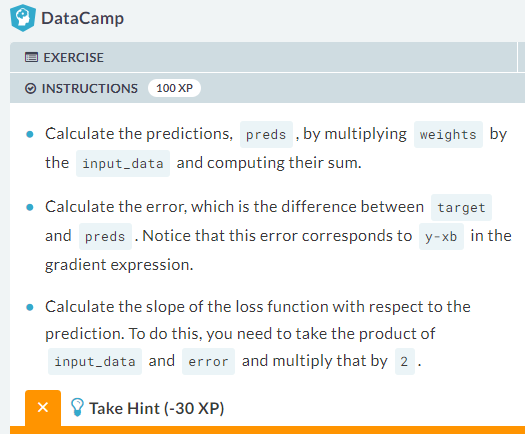 DataCamp
EXERCISE
INSTRUCTIONS 100 XP
Calculate the predictions, preds , by multiplying weights by
the input_data and computing their sum.
Calculate the error, which is the difference between target
and preds . Notice that this error corresponds to y-xb in the
gradient expression.
Calculate the slope of the loss function with respect to the
prediction. To do this, you need to take the product of
input_data and error and multiply that by 2 .
× Take Hint (-30 XP)